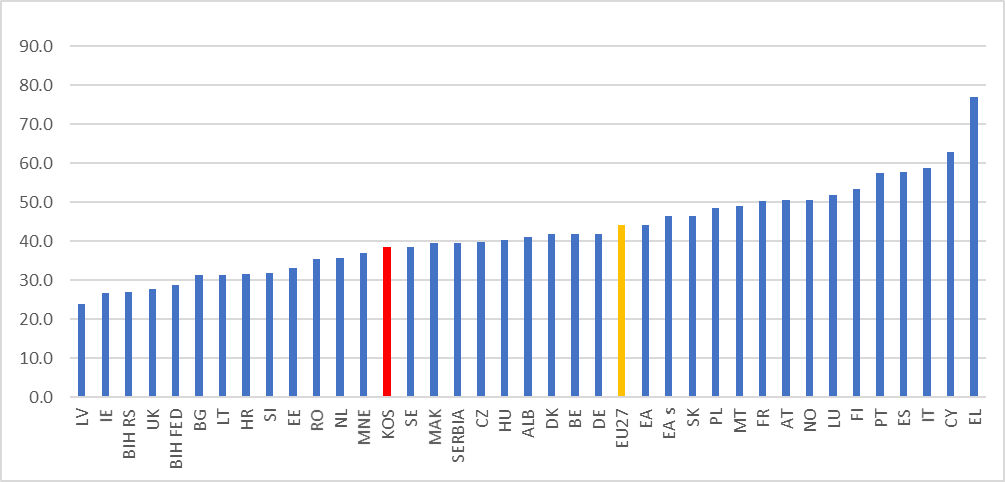 90.0
80.0
70.0
60.0
50.0
40.0
30.0
20.0
10.0
0.0
LV
IE
BIH RS
UK
BIH FED
BG
LT
HR
SI
EE
RO
NL
MNE
KOS
SE
MAK
SERBIA
CZ
HU
ALB
DK
BE
DE
EU27
EA
EA s
SK
PL
MT
FR
AT
NO
LU
FI
PT
ES
IT
CY
EL